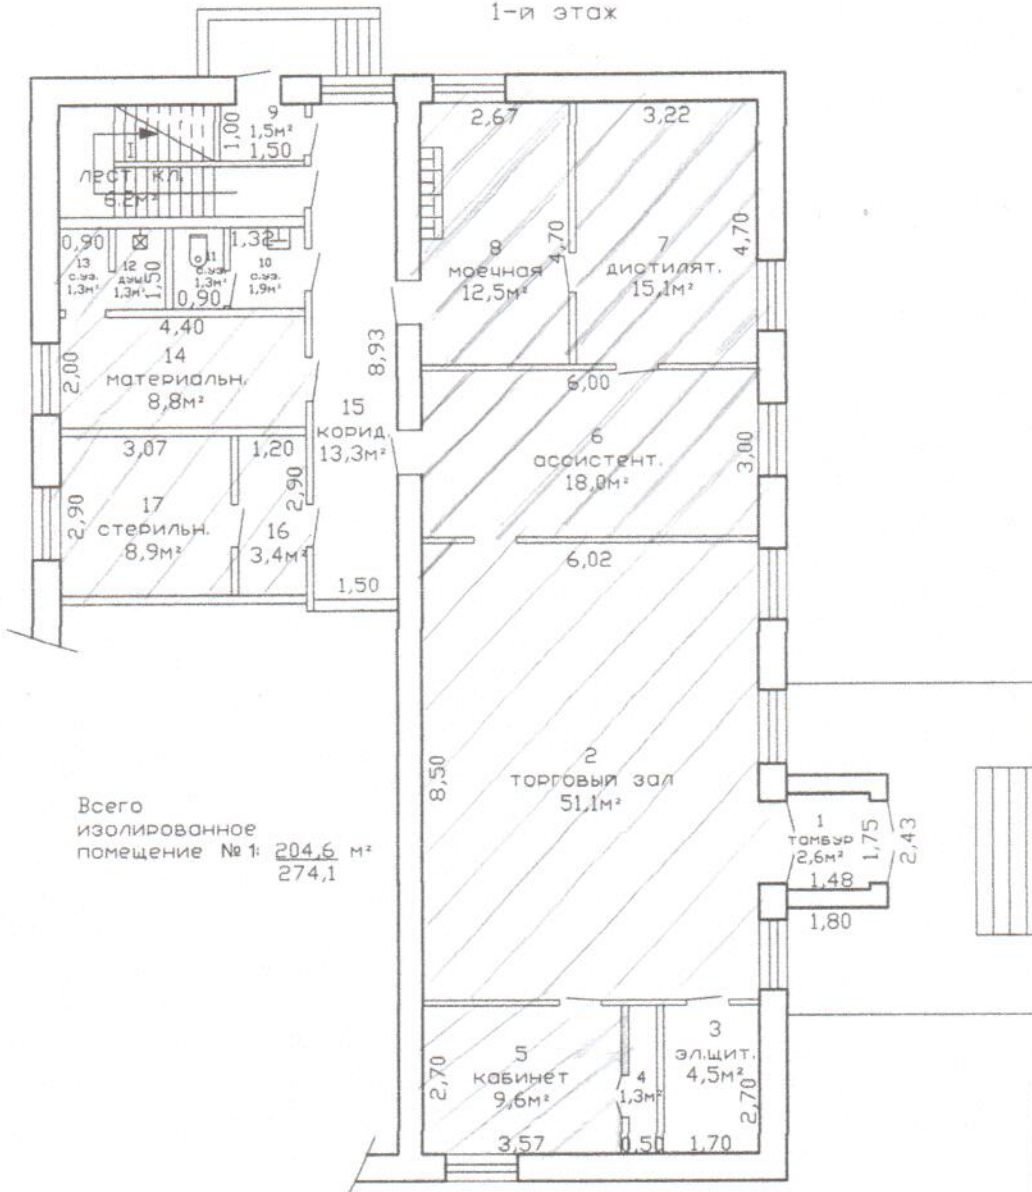 1-й этаж
9
1,5м²
1,50
1,00
I
лест. кл.
6.2м²
2,67
3,22
8
моечная
12,5м²
4,70
7
дистилят.
15,1м²
4,70
0,90
13
с.уз.
1,3м²
12
душ
1,3м²
1,50
11
с.уз.
1,3м²
0,90
1,32
10
с.уз.
1,9м²
4,40
14
материальн.
8,8м²
2,00
8,93
15
корид.
13,3м²
6,00
6
ассистент.
18,0м²
3,00
3,07
17
стерильн.
8,9м²
2,90
1,20
2,90
16
3,4м²
1,50
6,02
2
торговый зал
51,1м²
8,50
1
тамбур
2,6м²
1,75
2,43
1,48
1,80
Всего
изолированное
помещение № 1: 204,6 м²
274,1
5
кабинет
9,6м²
2,70
3,57
4
1,3м²
0,50
3
эл.щит.
4,5м²
2,70
1,70